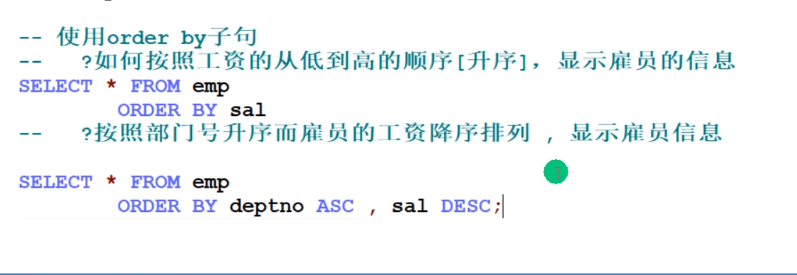 -- 使用order by子句
-- ?如何按照工资的从低到高的顺序[升序]，显示雇员的信息
SELECT * FROM emp
ORDER BY sal
-- ?按照部门号升序而雇员的工资降序排列 , 显示雇员信息
SELECT * FROM emp
ORDER BY deptno ASC , sal DESC;